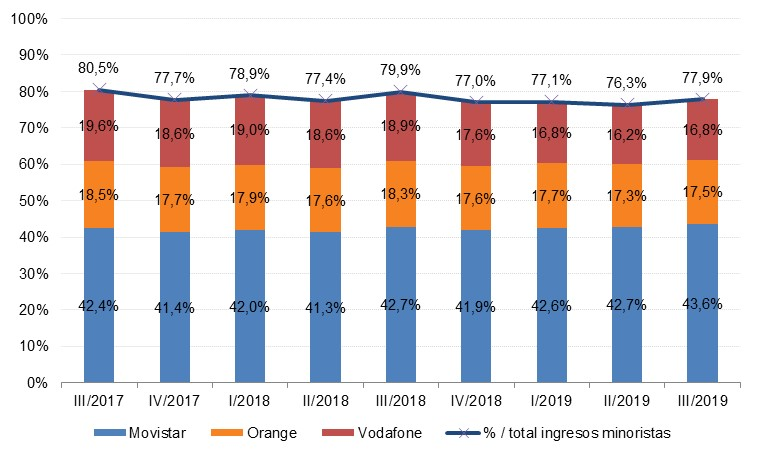 100%
90%
80%
70%
60%
50%
40%
30%
20%
10%
0%
80,5% 77,7% 78,9% 77,4% 79,9% 77,0% 77,1% 76,3% 77,9%
19,6% 18,6% 19,0% 18,6% 18,9% 17,6% 16,8% 16,2% 16,8%
18,5% 17,7% 17,9% 17,6% 18,3% 17,6% 17,7% 17,3% 17,5%
42,4% 41,4% 42,0% 41,3% 42,7% 41,9% 42,6% 42,7% 43,6%
III/2017 IV/2017 I/2018 II/2018 III/2018 IV/2018 I/2019 II/2019 III/2019
Movistar Orange Vodafone % / total ingresos minoristas